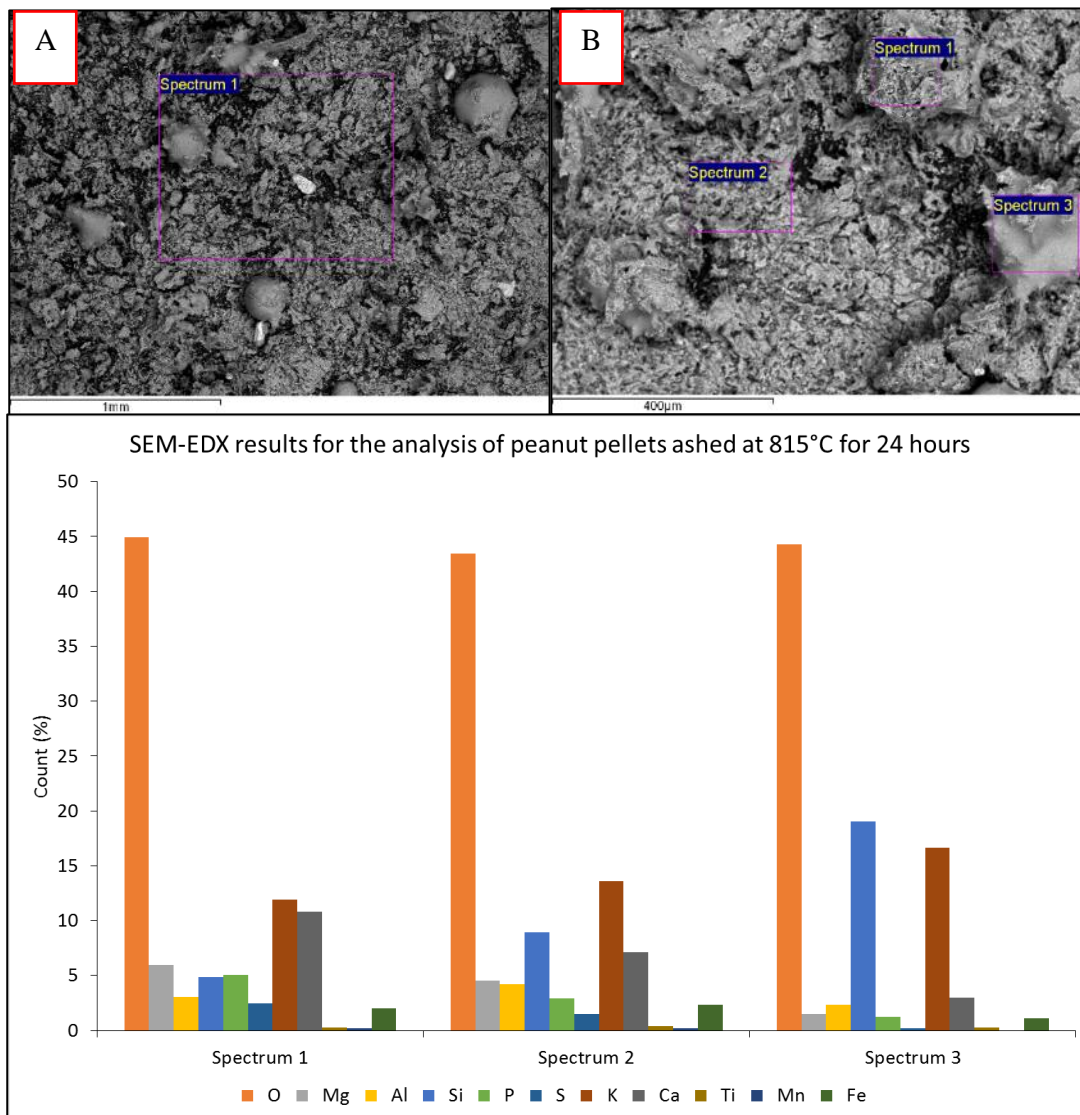 A
Spectrum 1
1mm
B
Spectrum 1
Spectrum 2
Spectrum 3
400µm
SEM-EDX results for the analysis of peanut pellets ashed at 815°C for 24 hours
50
45
40
35
30
25
20
15
10
5
0
Count (%)
Spectrum 1 Spectrum 2 Spectrum 3
O Mg Al Si P S K Ca Ti Mn Fe